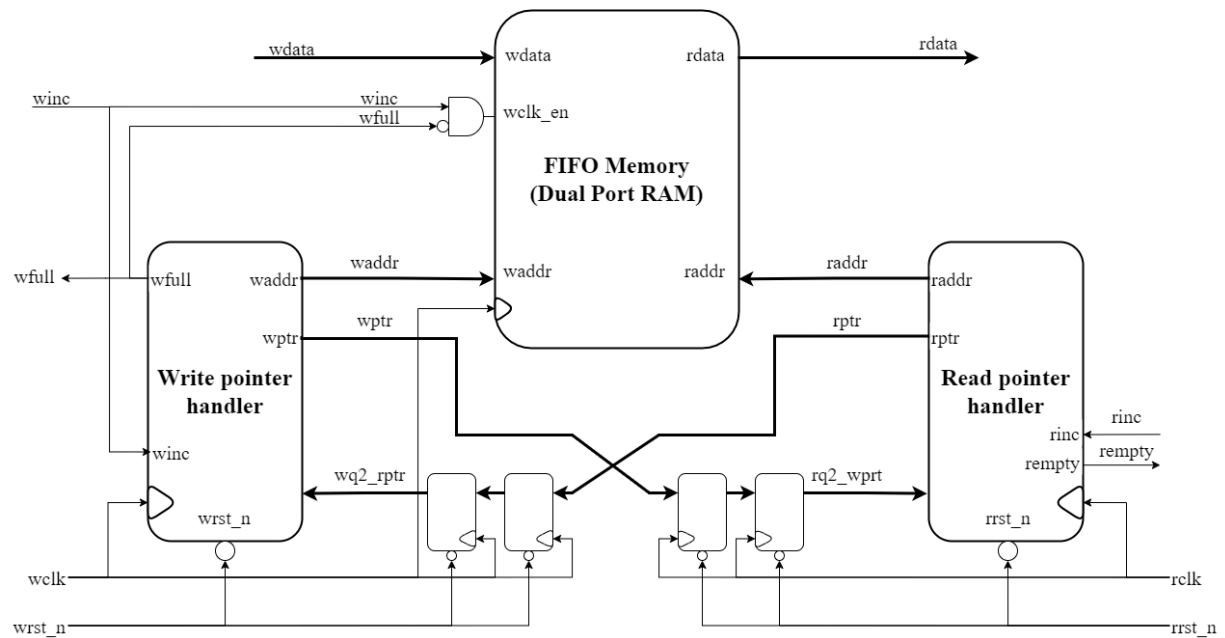 wdata
wdata
rdata
rdata
winc
winc
wfull
wclk_en
FIFO Memory
(Dual Port RAM)
wfull
wfull
waddr
waddr
waddr
raddr
raddr
raddr
wptr
wptr
rptr
rptr
Write pointer
handler
Read pointer
handler
winc
rinc
rinc
rempty
rempty
wq2_rptr
rq2_wprt
wrst_n
rrst_n
wclk
rclk
wrst_n
rrst_n